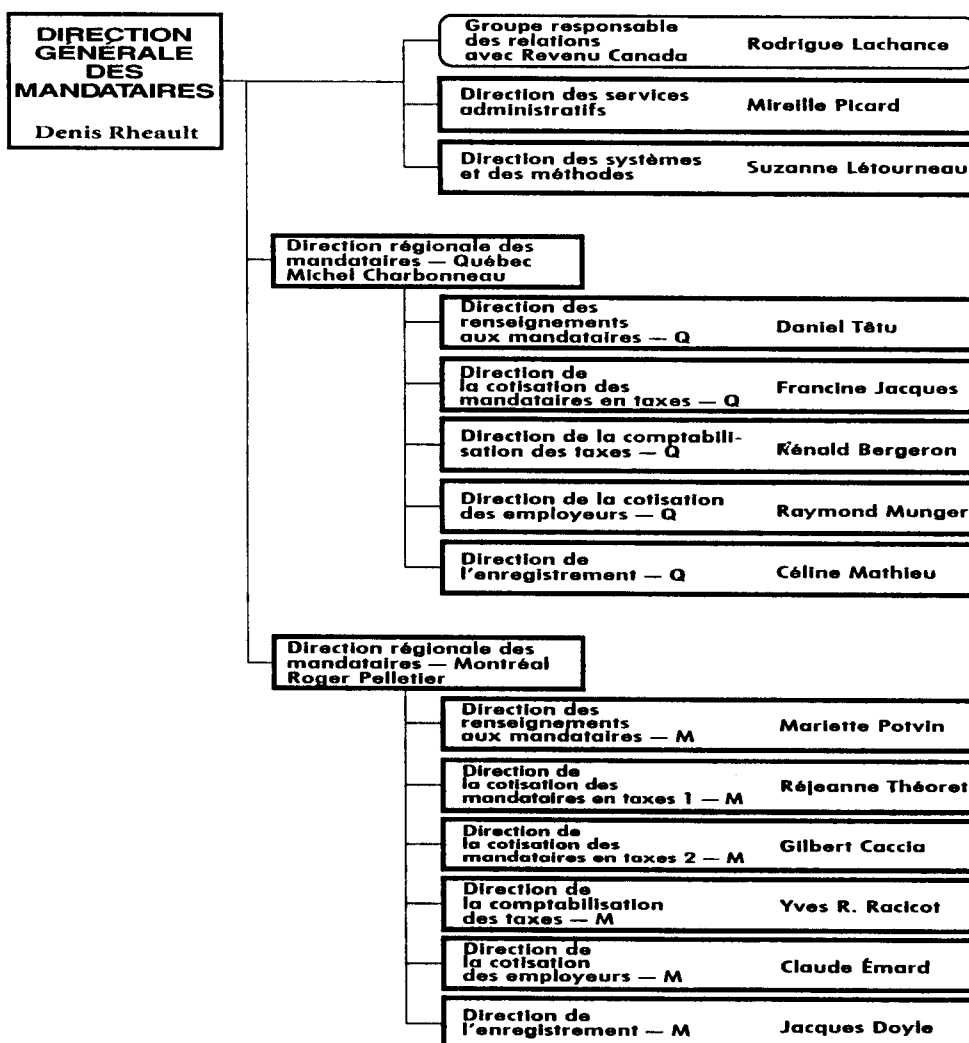 DIRECTION
GÉNÉRALE
DES
MANDATAIRES
Denis Rheault
Groupe responsable
des relations
avec Revenu Canada
Rodrigue Lachance
Direction des services
administratifs
Mireille Picard
Direction des systèmes
et des méthodes
Suzanne Létourneau
Direction régionale des
mandataires — Québec
Michel Charbonneau
Direction des
renseignements
aux mandataires — Q
Daniel Têtu
Direction de
la cotisation des
mandataires en taxes — Q
Francine Jacques
Direction de la comptabili-
sation des taxes — Q
Rénald Bergeron
Direction de la cotisation
des employeurs — Q
Raymond Munger
Direction de
l'enregistrement — Q
Céline Mathieu
Direction régionale des
mandataires — Montréal
Roger Pelletier
Direction des
renseignements
aux mandataires — M
Mariette Potvin
Direction de
la cotisation des
mandataires en taxes 1 — M
Réjeanne Théoret
Direction de
la cotisation des
mandataires en taxes 2 — M
Gilbert Caccia
Direction de
la comptabilisation
des taxes — M
Yves R. Racicot
Direction de
la cotisation
des employeurs — M
Claude Émard
Direction de
l'enregistrement — M
Jacques Doyle